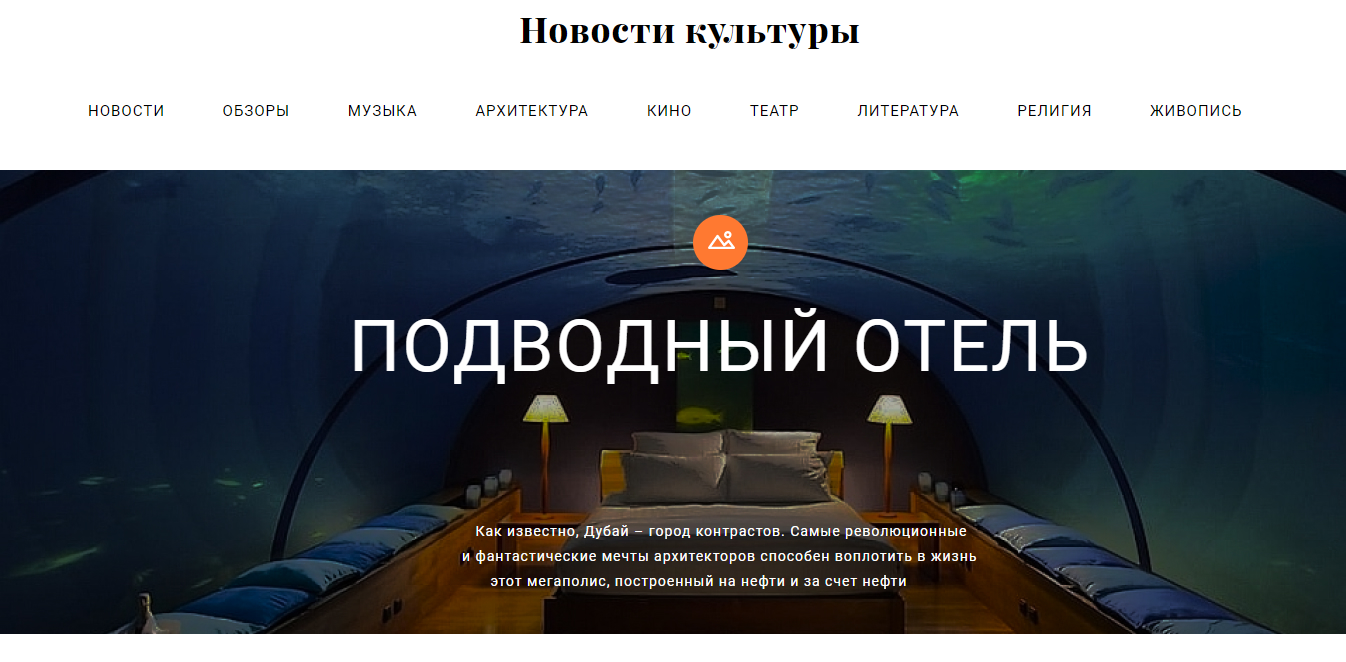 Новости культуры
НОВОСТИ ОБЗОРЫ МУЗЫКА АРХИТЕКТУРА КИНО ТЕАТР ЛИТЕРАТУРА РЕЛИГИЯ ЖИВОПИСЬ
ПОДВОДНЫЙ ОТЕЛЬ
Как известно, Дубай – город контрастов. Самые революционные
и фантастические мечты архитекторов способен воплотить в жизнь
этот мегаполис, построенный на нефти и за счет нефти